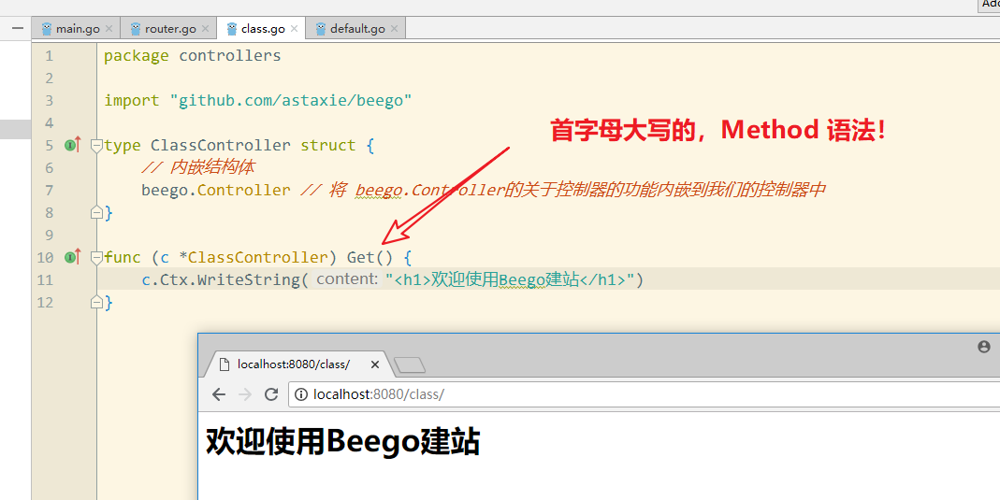 Add
main.go
router.go
class.go
default.go
1 package controllers
2
3 import "github.com/astaxie/beego"
4
首字母大写的，Method 语法！
5 type ClassController struct {
6 // 内嵌结构体
7 beego.Controller // 将 beego.Controller的关于控制器的功能内嵌到我们的控制器中
8 }
9
10 func (c *ClassController) Get() {
11 c.Ctx.WriteString( content: "<h1>欢迎使用Beego建站</h1>")
12 }
localhost:8080/class/
localhost:8080/class/
欢迎使用Beego建站